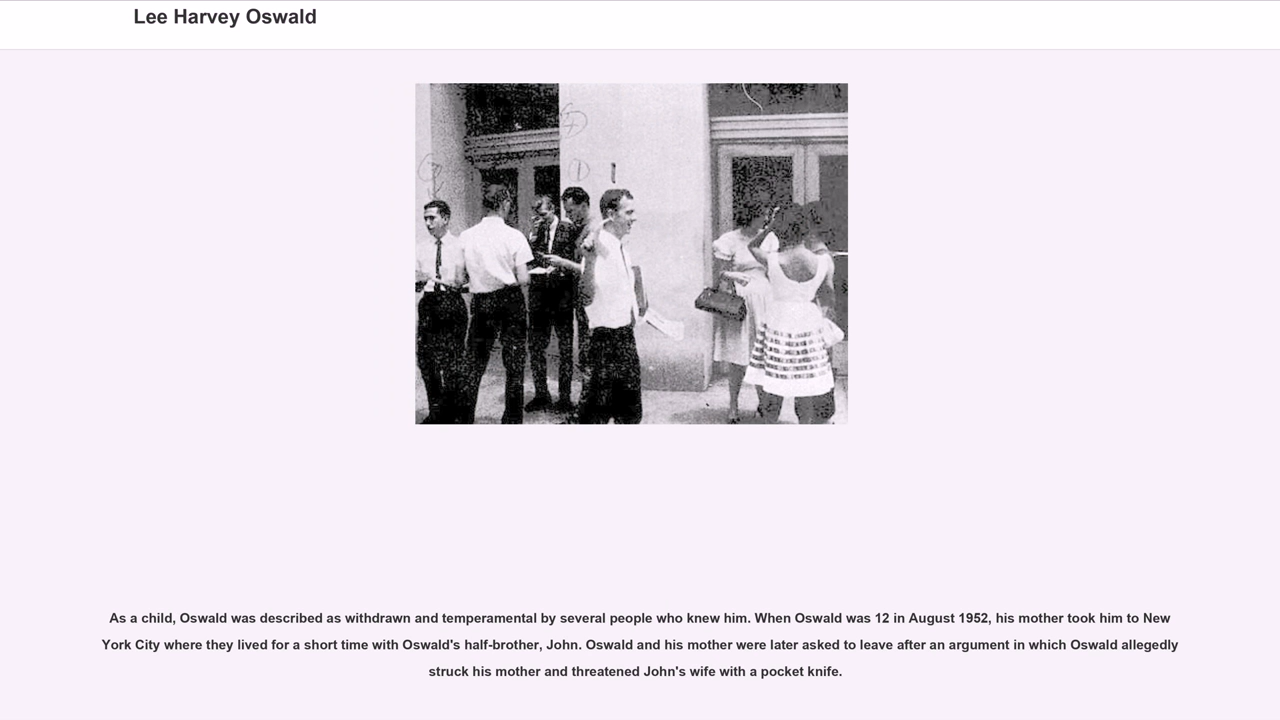 Lee Harvey Oswald
As a child, Oswald was described as withdrawn and temperamental by several people who knew him. When Oswald was 12 in August 1952, his mother took him to New
York City where they lived for a short time with Oswald's half-brother, John. Oswald and his mother were later asked to leave after an argument in which Oswald allegedly
struck his mother and threatened John's wife with a pocket knife.